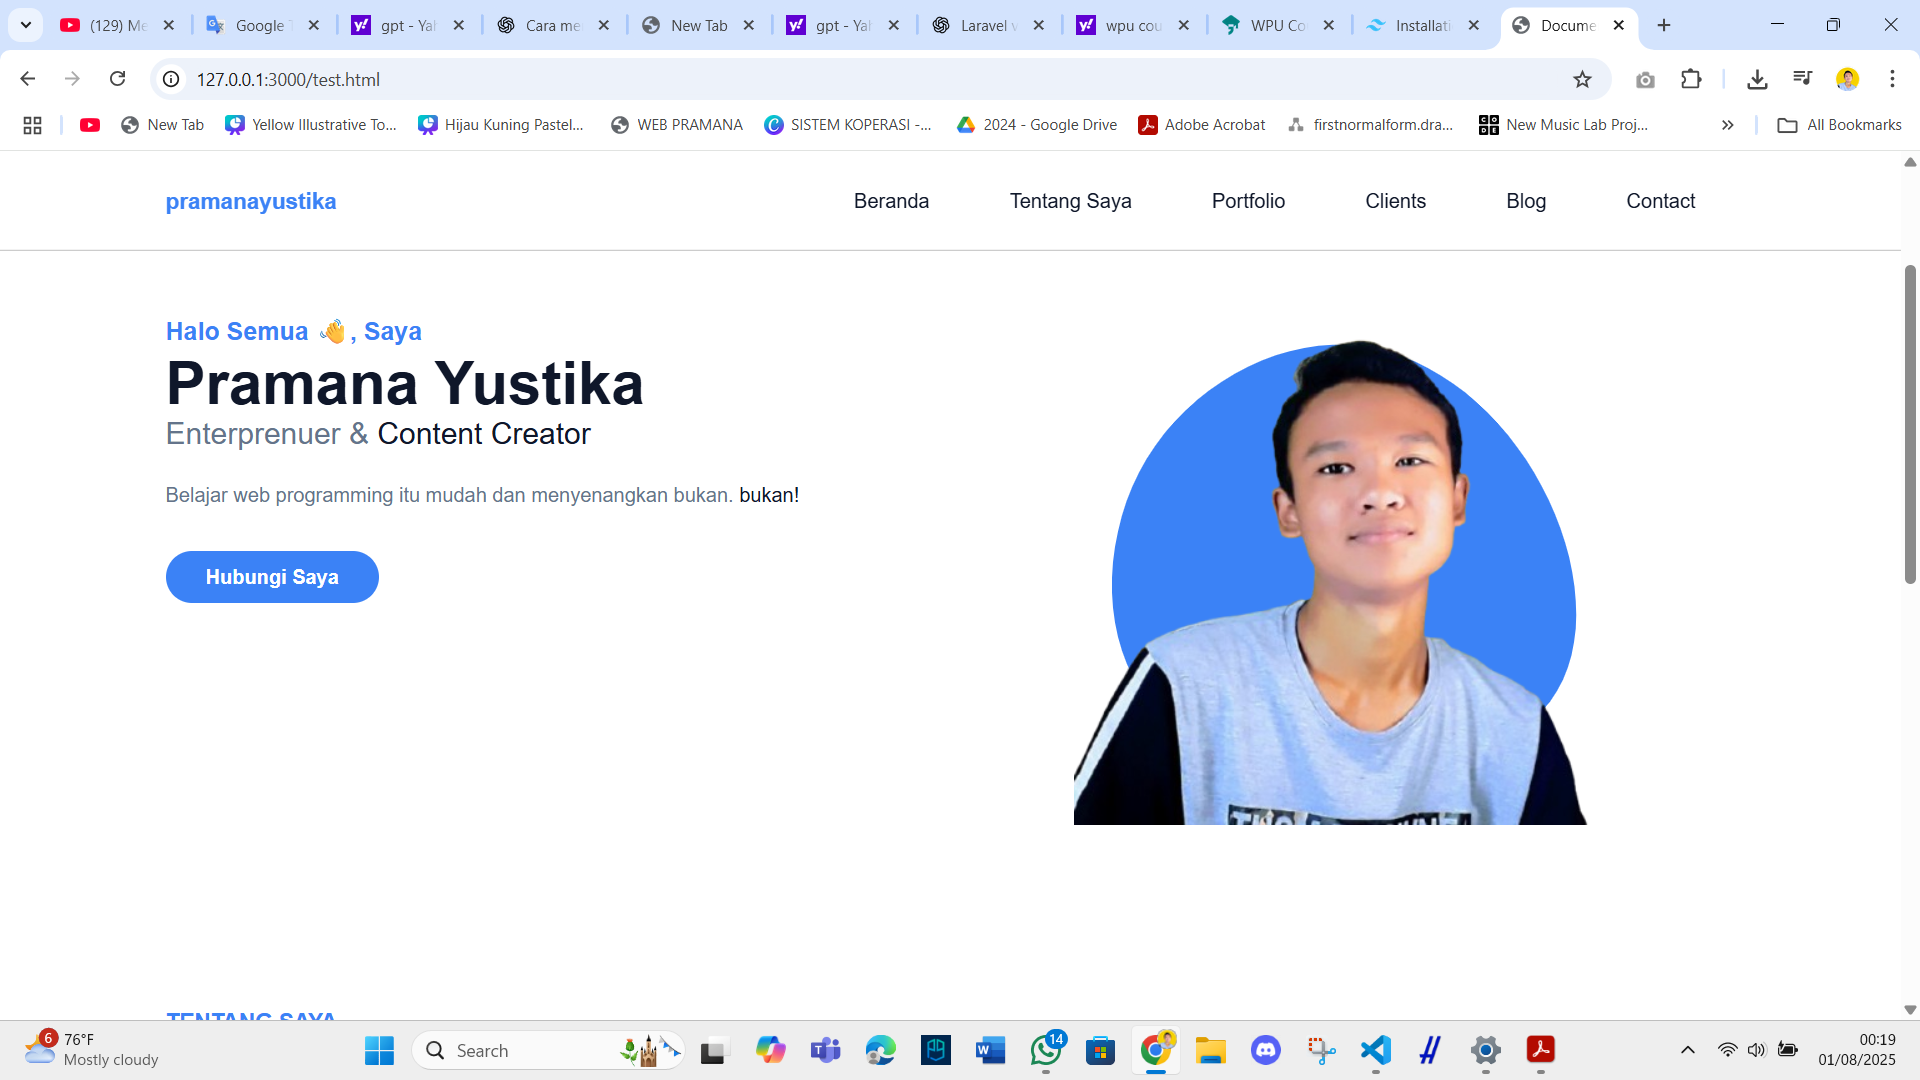 (129) Me
Google T
gpt - Yah
Cara me
New Tab
gpt - Yah
Laravel v
wpu cou
WPU Co
Installati
Docume
127.0.0.1:3000/test.html
New Tab
Yellow Illustrative To...
Hijau Kuning Pastel...
WEB PRAMANA
SISTEM KOPERASI -...
2024 - Google Drive
Adobe Acrobat
firstnormalform.dra...
New Music Lab Proj...
All Bookmarks
pramanayustika
Beranda
Tentang Saya
Portfolio
Clients
Blog
Contact
Halo Semua 👋, Saya
Pramana Yustika
Enterprenuer & Content Creator
Belajar web programming itu mudah dan menyenangkan bukan. bukan!
Hubungi Saya
TENTANG SAYA
6
76°F
Mostly cloudy
Search
14
00:19
01/08/2025